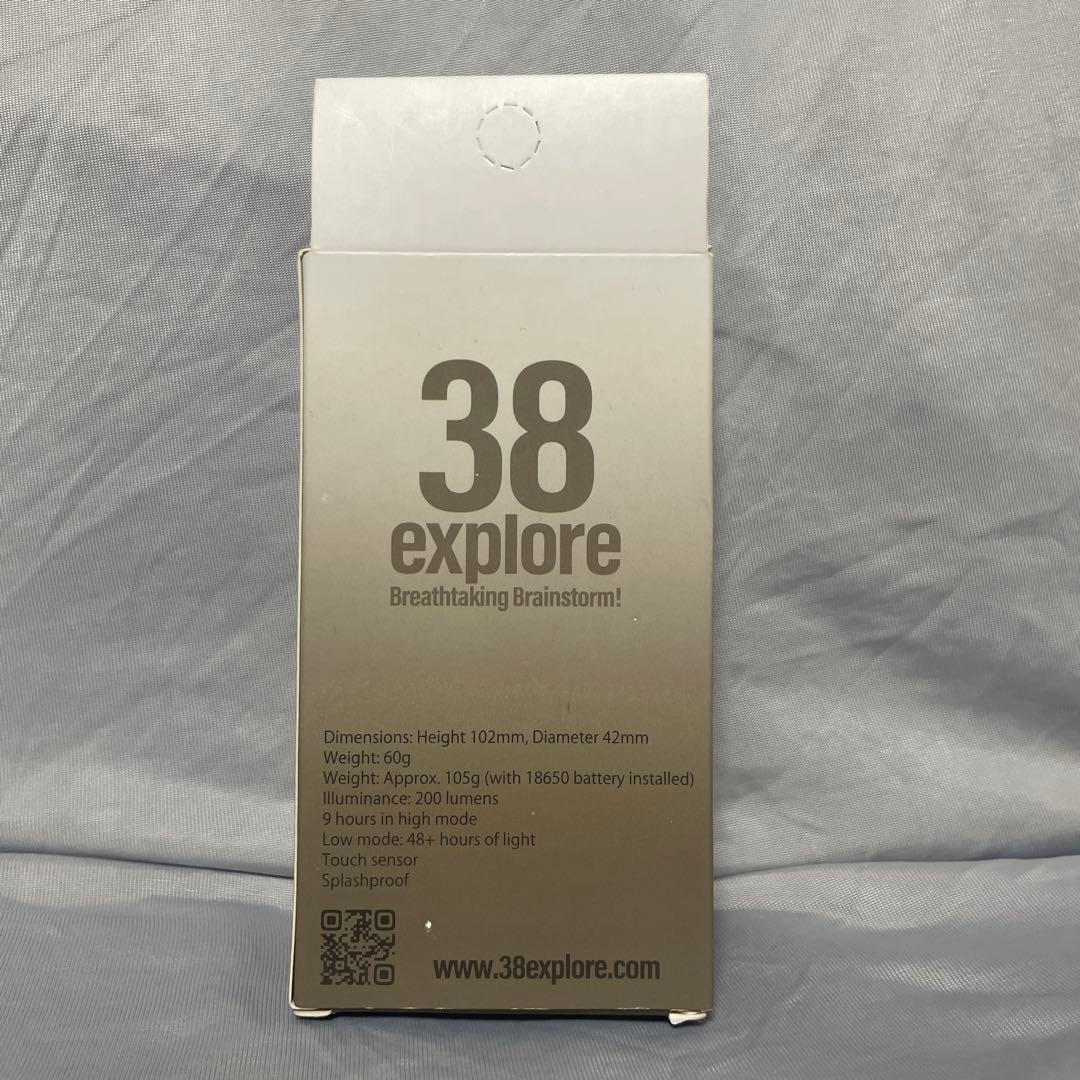 38
explore
Breathtaking Brainstorm!
Dimensions: Height 102mm, Diameter 42mm
Weight: 60g
Weight: Approx. 105g (with 18650 battery installed)
Illuminance: 200 lumens
9 hours in high mode
Low mode: 48+ hours of light
Touch sensor
Splashproof
www.38explore.com